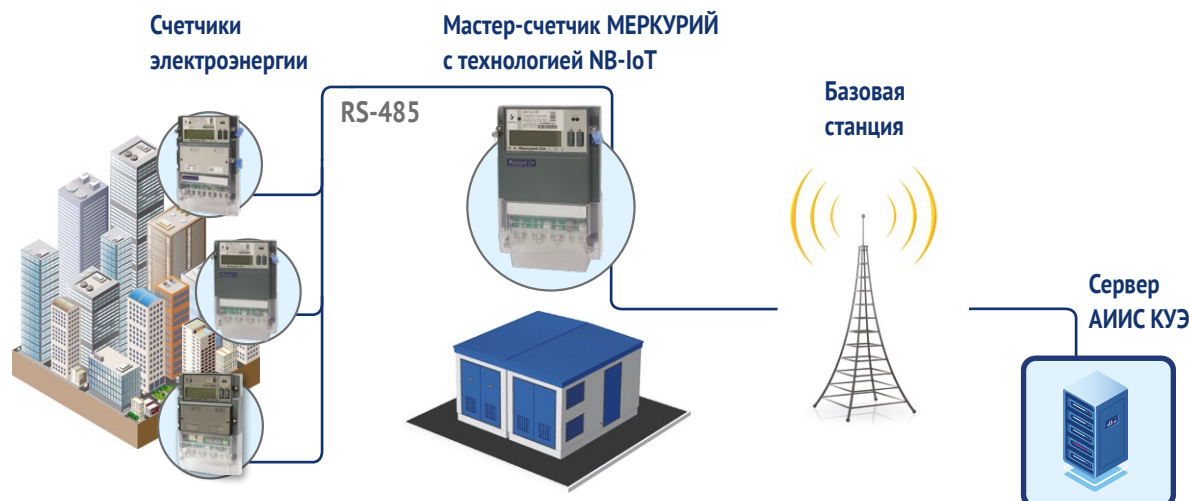 Счетчики
электроэнергии
Мастер-счетчик МЕРКУРИЙ
с технологией NB-IoT
RS-485
Базовая
станция
Сервер
АИИС КУЭ